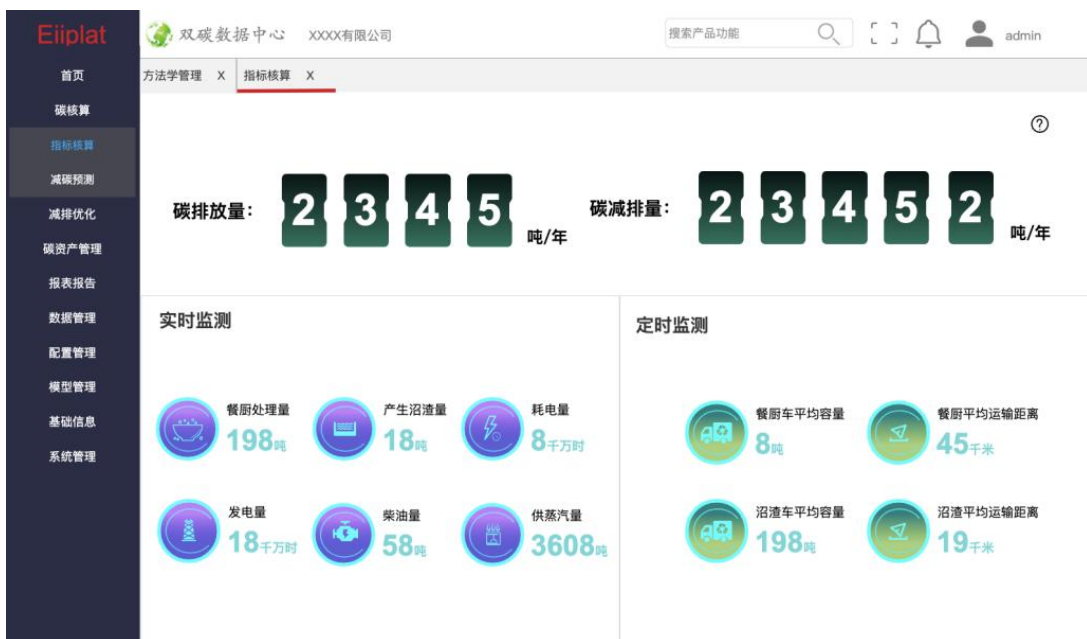 Eiiplat
双碳数据中心 XXXX有限公司
搜索产品功能
admin
方法学管理 X 指标核算 X
首页
碳核算
指标核算
减碳预测
减排优化
碳资产管理
报表报告
数据管理
配置管理
模型管理
基础信息
系统管理
碳排放量： 2 3 4 5 吨/年
碳减排量： 2 3 4 5 2 吨/年
实时监测
餐厨处理量
198吨
产生沼渣量
18吨
耗电量
8千万时
发电量
18千万时
柴油量
58吨
供蒸汽量
3608吨
定时监测
餐厨车平均容量
8吨
餐厨平均运输距离
45千米
沼渣车平均容量
198吨
沼渣平均运输距离
19千米